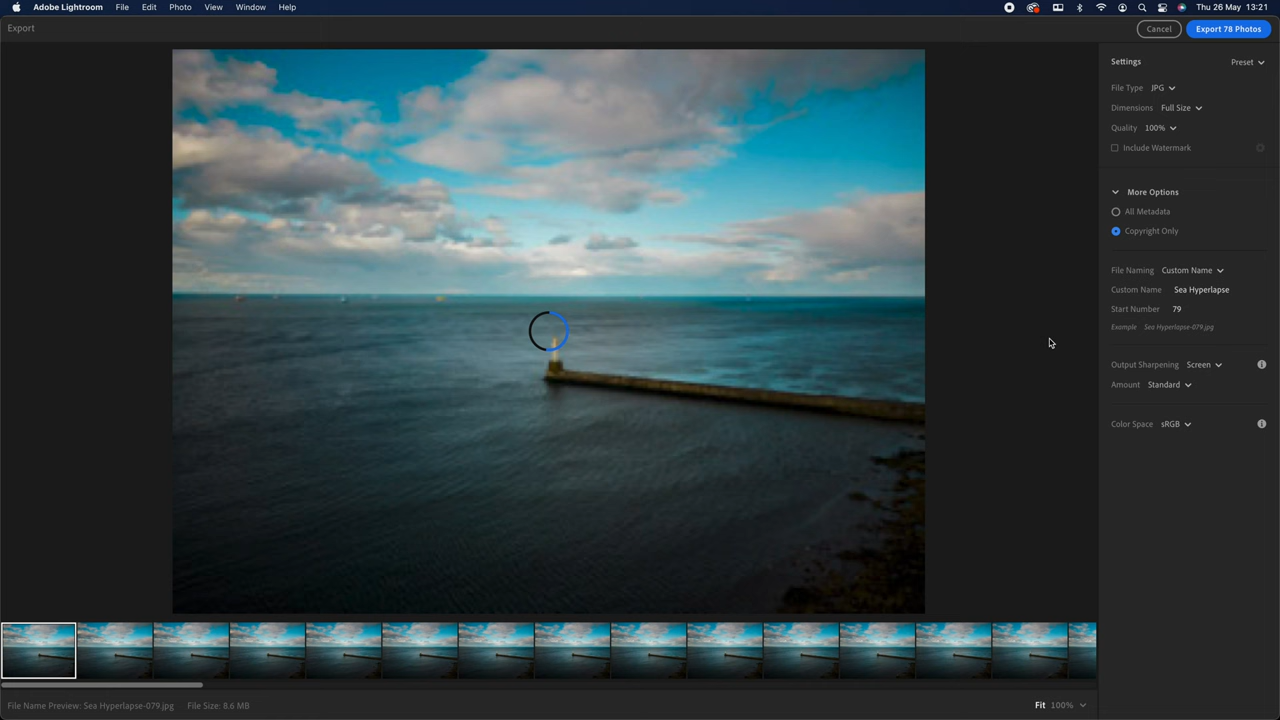 Adobe Lightroom File Edit Photo View Window Help Thu 26 May 13:21
Export Cancel Export 78 Photos
Settings Preset
File Type JPG
Dimensions Full Size
Quality 100%
Include Watermark
More Options
All Metadata
Copyright Only
File Naming Custom Name
Custom Name Sea Hyperlapse
Start Number 79
Example Sea Hyperlapse-079.jpg
Output Sharpening Screen
Amount Standard
Color Space sRGB
File Name Preview: Sea Hyperlapse-079.jpg File Size: 8.6 MB Fit 100%